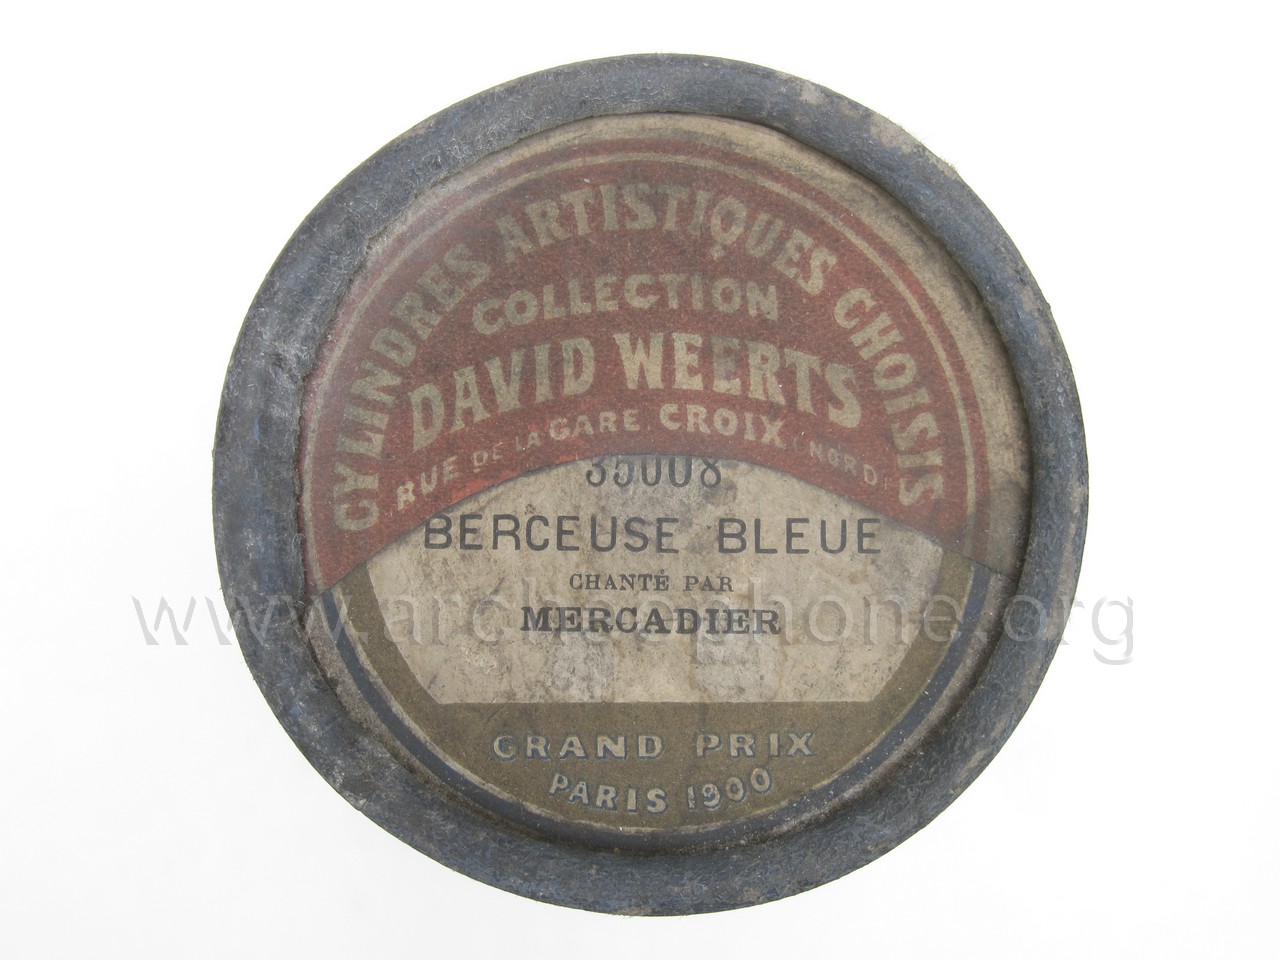 CYLINDRES ARTISTIQUES CHOISIS
COLLECTION
DAVID WEERTS
RUE DE LA GARE. CROIX (NORD)
35008
BERCEUSE BLEUE
CHANTÉ PAR
MERCADIER
www.archeophone.org
GRAND PRIX
PARIS 1900